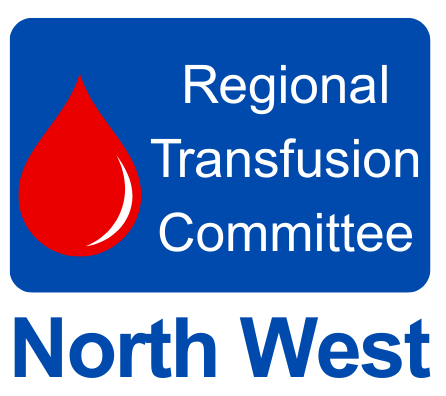 Regional
Transfusion
Committee
North West